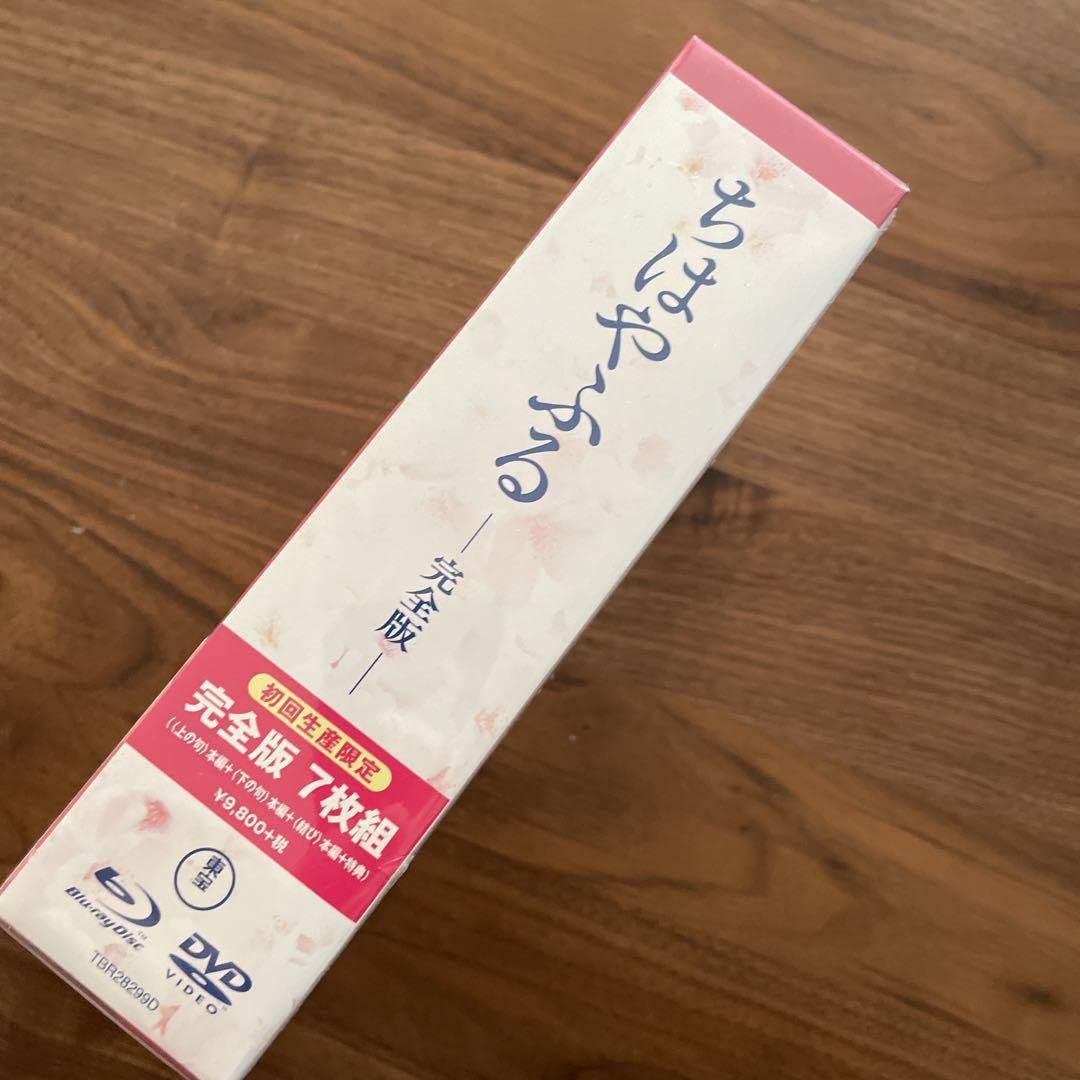 ちはやふる
―完全版―
初回生産限定
完全版 7枚組
(〈上の句〉本編+〈下の句〉本編+〈結び〉本編+特典)
¥9,800+税
東宝
Blu-ray Disc™
DVD
VIDEO
TBR28299D